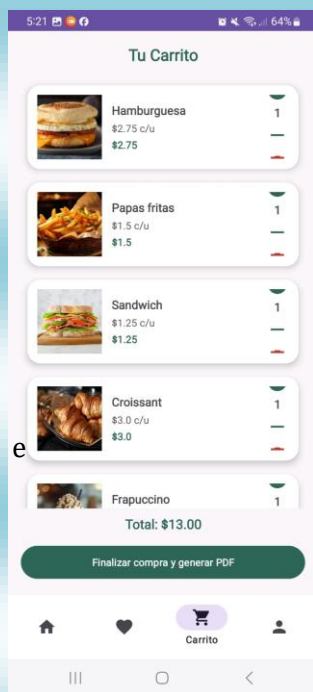 5:21
64%
Tu Carrito
Hamburguesa
$2.75 c/u
$2.75
1
Papas fritas
$1.5 c/u
$1.5
1
Sandwich
$1.25 c/u
$1.25
1
Croissant
$3.0 c/u
$3.0
1
e
Frapuccino
1
Total: $13.00
Finalizar compra y generar PDF
Carrito